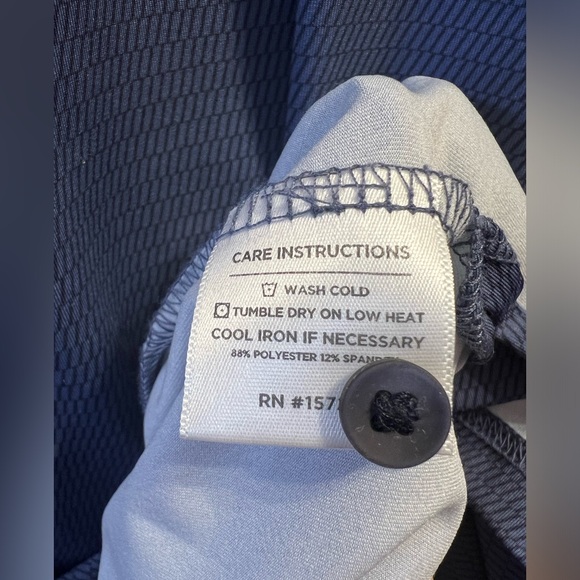 CARE INSTRUCTIONS
WASH COLD
TUMBLE DRY ON LOW HEAT
COOL IRON IF NECESSARY
88% POLYESTER 12%
RN